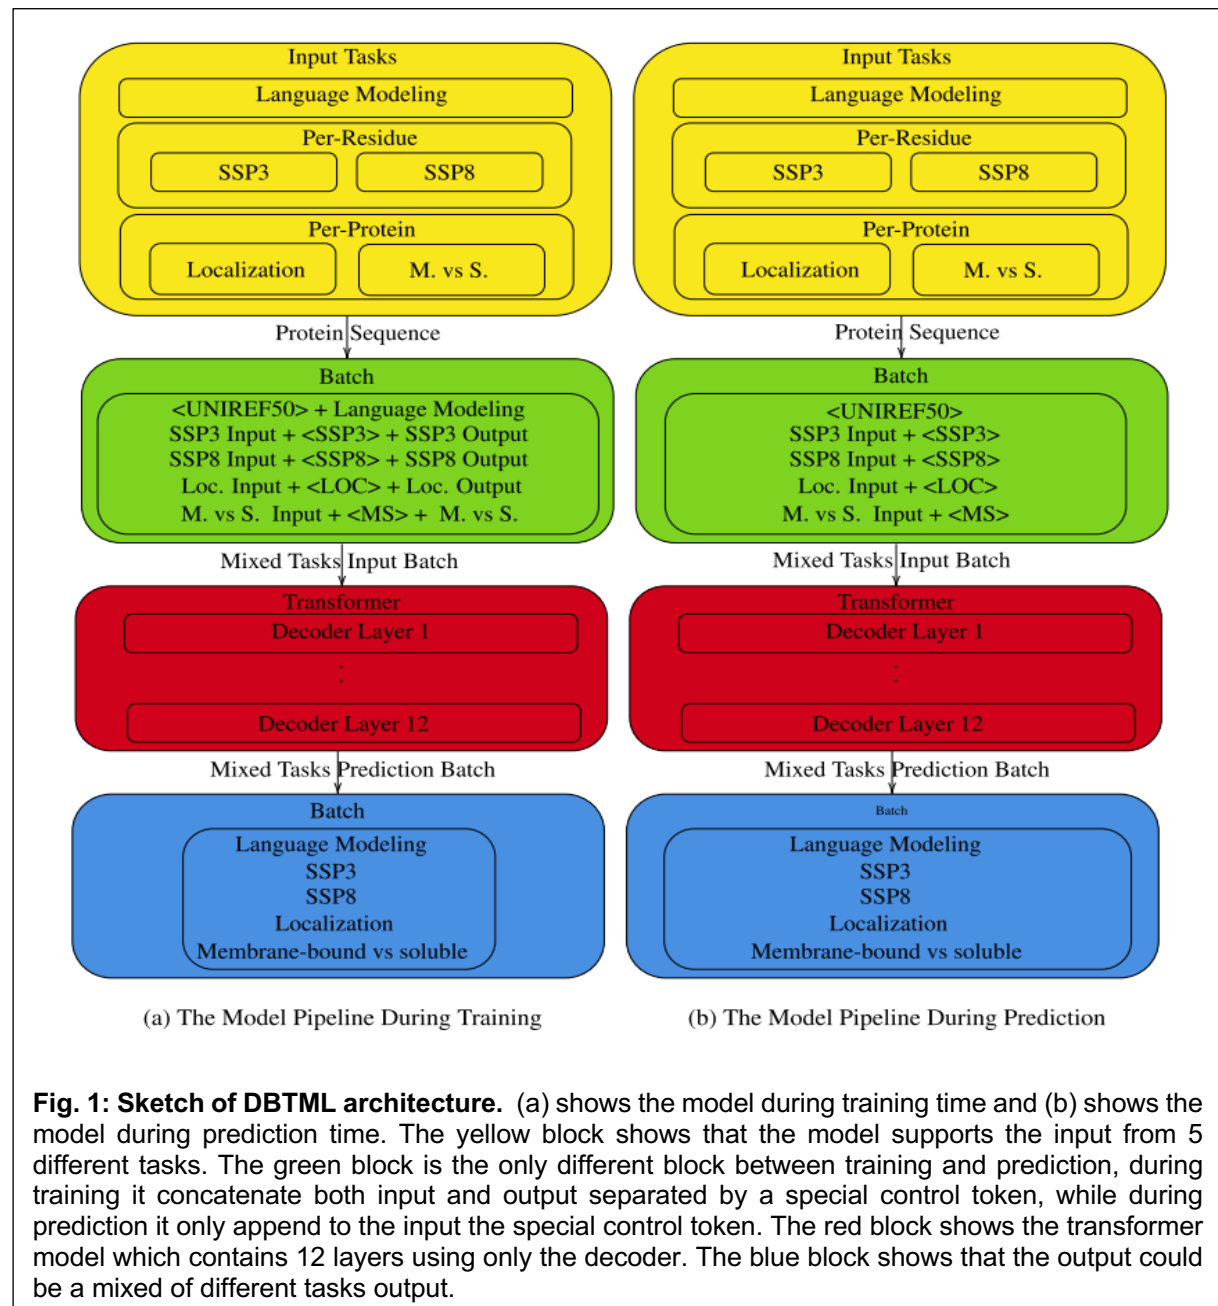 Input Tasks
Language Modeling
Per-Residue
SSP3 SSP8
Per-Protein
Localization M. vs S.
Protein Sequence
Batch
<UNIREF50> + Language Modeling
SSP3 Input + <SSP3> + SSP3 Output
SSP8 Input + <SSP8> + SSP8 Output
Loc. Input + <LOC> + Loc. Output
M. vs S. Input + <MS> + M. vs S.
Mixed Tasks Input Batch
Transformer
Decoder Layer 1
:
Decoder Layer 12
Mixed Tasks Prediction Batch
Batch
Language Modeling
SSP3
SSP8
Localization
Membrane-bound vs soluble
(a) The Model Pipeline During Training
Input Tasks
Language Modeling
Per-Residue
SSP3 SSP8
Per-Protein
Localization M. vs S.
Protein Sequence
Batch
<UNIREF50>
SSP3 Input + <SSP3>
SSP8 Input + <SSP8>
Loc. Input + <LOC>
M. vs S. Input + <MS>
Mixed Tasks Input Batch
Transformer
Decoder Layer 1
:
Decoder Layer 12
Mixed Tasks Prediction Batch
Batch
Language Modeling
SSP3
SSP8
Localization
Membrane-bound vs soluble
(b) The Model Pipeline During Prediction
Fig. 1: Sketch of DBTML architecture. (a) shows the model during training time and (b) shows the
model during prediction time. The yellow block shows that the model supports the input from 5
different tasks. The green block is the only different block between training and prediction, during
training it concatenate both input and output separated by a special control token, while during
prediction it only append to the input the special control token. The red block shows the transformer
model which contains 12 layers using only the decoder. The blue block shows that the output could
be a mixed of different tasks output.